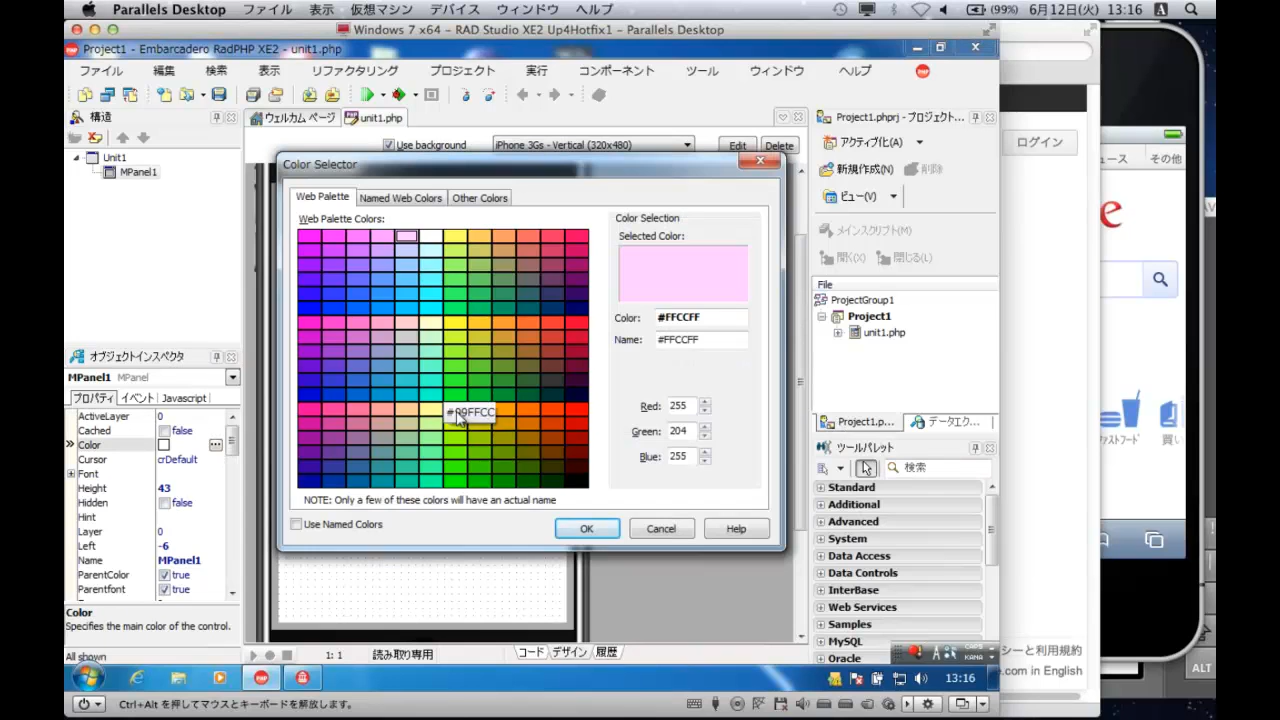 Parallels Desktop ファイル 表示 仮想マシン デバイス ウィンドウ ヘルプ (99%) 6月12日(火) 13:16 A
Windows 7 x64 – RAD Studio XE2 Up4Hotfix1 – Parallels Desktop
Project1 - Embarcadero RadPHP XE2 - unit1.php
ファイル 編集 検索 表示 リファクタリング プロジェクト 実行 コンポーネント ツール ウィンドウ ヘルプ
構造
Unit1
MPanel1
ウェルカム ページ unit1.php
Use background iPhone 3Gs - Vertical (320x480) Edit Delete
Color Selector
Web Palette Named Web Colors Other Colors
Web Palette Colors:
Color Selection
Selected Color:
Color: #FFCCFF
Name: #FFCCFF
Red: 255
Green: 204
Blue: 255
NOTE: Only a few of these colors will have an actual name
Use Named Colors
OK Cancel Help
オブジェクトインスペクタ
MPanel1 MPanel
プロパティ イベント Javascript
ActiveLayer 0
Cached false
Color
Cursor crDefault
Font
Height 43
Hidden false
Hint
Layer 0
Left -6
Name MPanel1
ParentColor true
Parentfont true
Color
Specifies the main color of the control.
All shown
1: 1 読み取り専用 コード デザイン 履歴
Project1.phprj - プロジェクト...
アクティブ化(A)
新規作成(N) 削除
ビュー(V)
メインスクリプト(M)
開く(X) 閉じる(L)
File
ProjectGroup1
Project1
unit1.php
Project1.p... データエク...
ツールパレット
検索
Standard
Additional
Advanced
System
Data Access
Data Controls
InterBase
Web Services
Samples
MySQL
Oracle
ログイン
ース その他
e
ァストフード 買い
シーと利用規約
e.com in English
ALT
A KANA
13:16
Ctrl+Alt を押してマウスとキーボードを解放します。